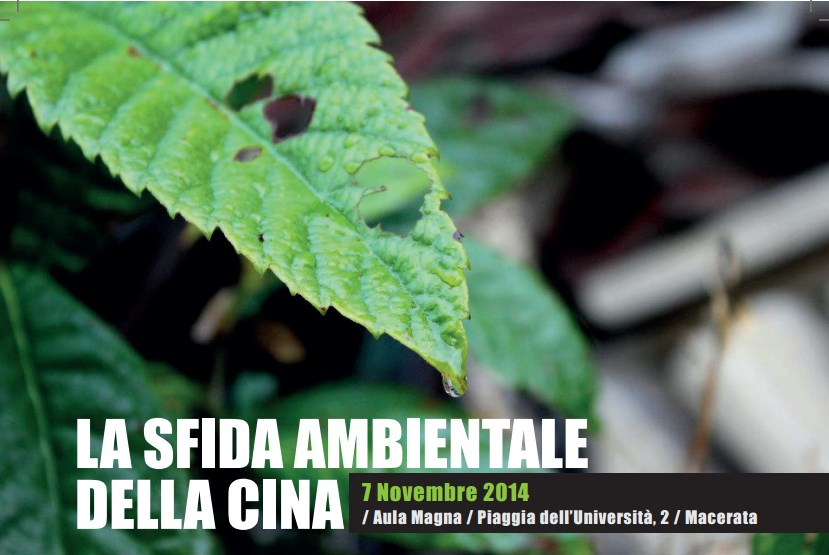 LA SFIDA AMBIENTALE
DELLA CINA
7 Novembre 2014
/ Aula Magna / Piaggia dell'Università, 2 / Macerata